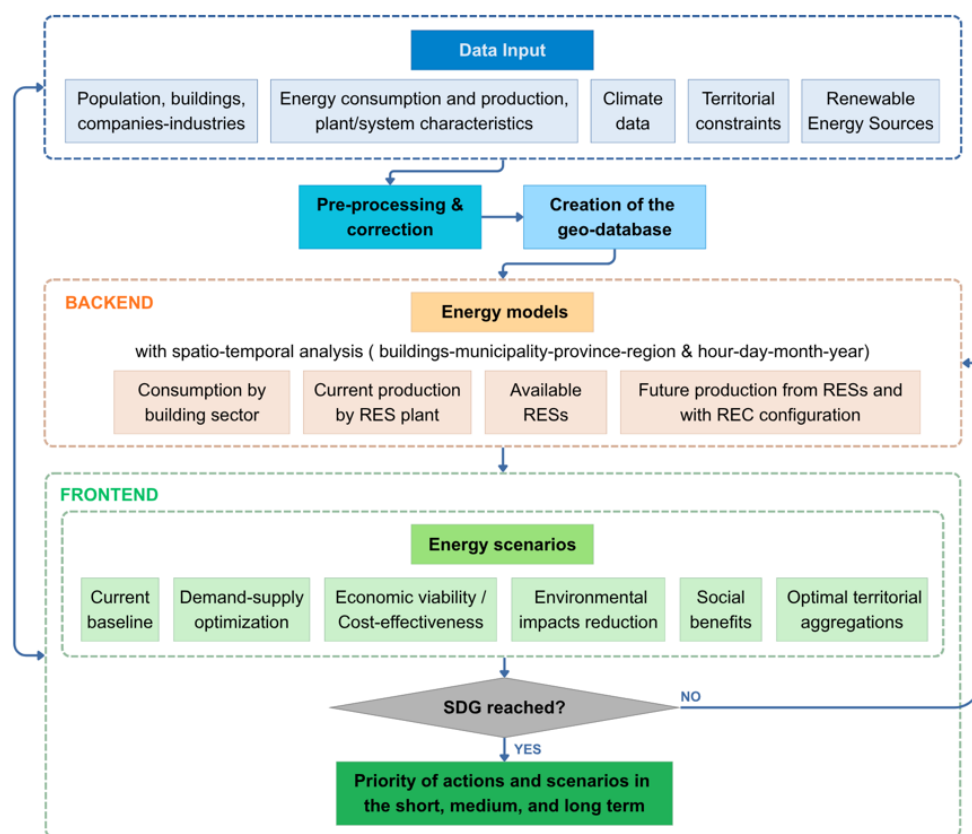 Data Input
Population, buildings,
companies-industries
Energy consumption and production,
plant/system characteristics
Climate
data
Territorial
constraints
Renewable
Energy Sources
Pre-processing &
correction
Creation of the
geo-database
BACKEND
Energy models
with spatio-temporal analysis ( buildings-municipality-province-region & hour-day-month-year)
Consumption by
building sector
Current production
by RES plant
Available
RESs
Future production from RESs and
with REC configuration
FRONTEND
Energy scenarios
Current
baseline
Demand-supply
optimization
Economic viability /
Cost-effectiveness
Environmental
impacts reduction
Social
benefits
Optimal territorial
aggregations
SDG reached?
NO
YES
Priority of actions and scenarios in
the short, medium, and long term